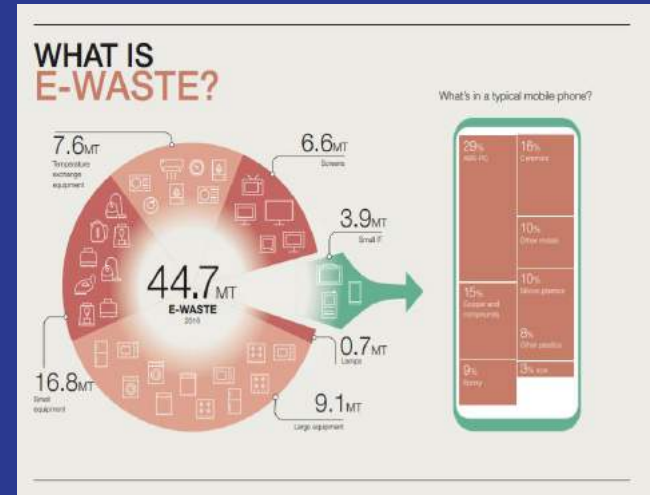 WHAT IS
E-WASTE?
What's in a typical mobile phone?
7.6MT
Temperature
exchange
equipment
6.6MT
Screens
3.9MT
Small IT
44.7MT
E-WASTE
2016
0.7MT
Lamps
16.8MT
Small
equipment
9.1MT
Large equipment
29%
ABS-PC
16%
Ceramics
10%
Other metals
15%
Copper and
compounds
10%
Silicon plastics
8%
Other plastics
9%
Epoxy
3% Iron